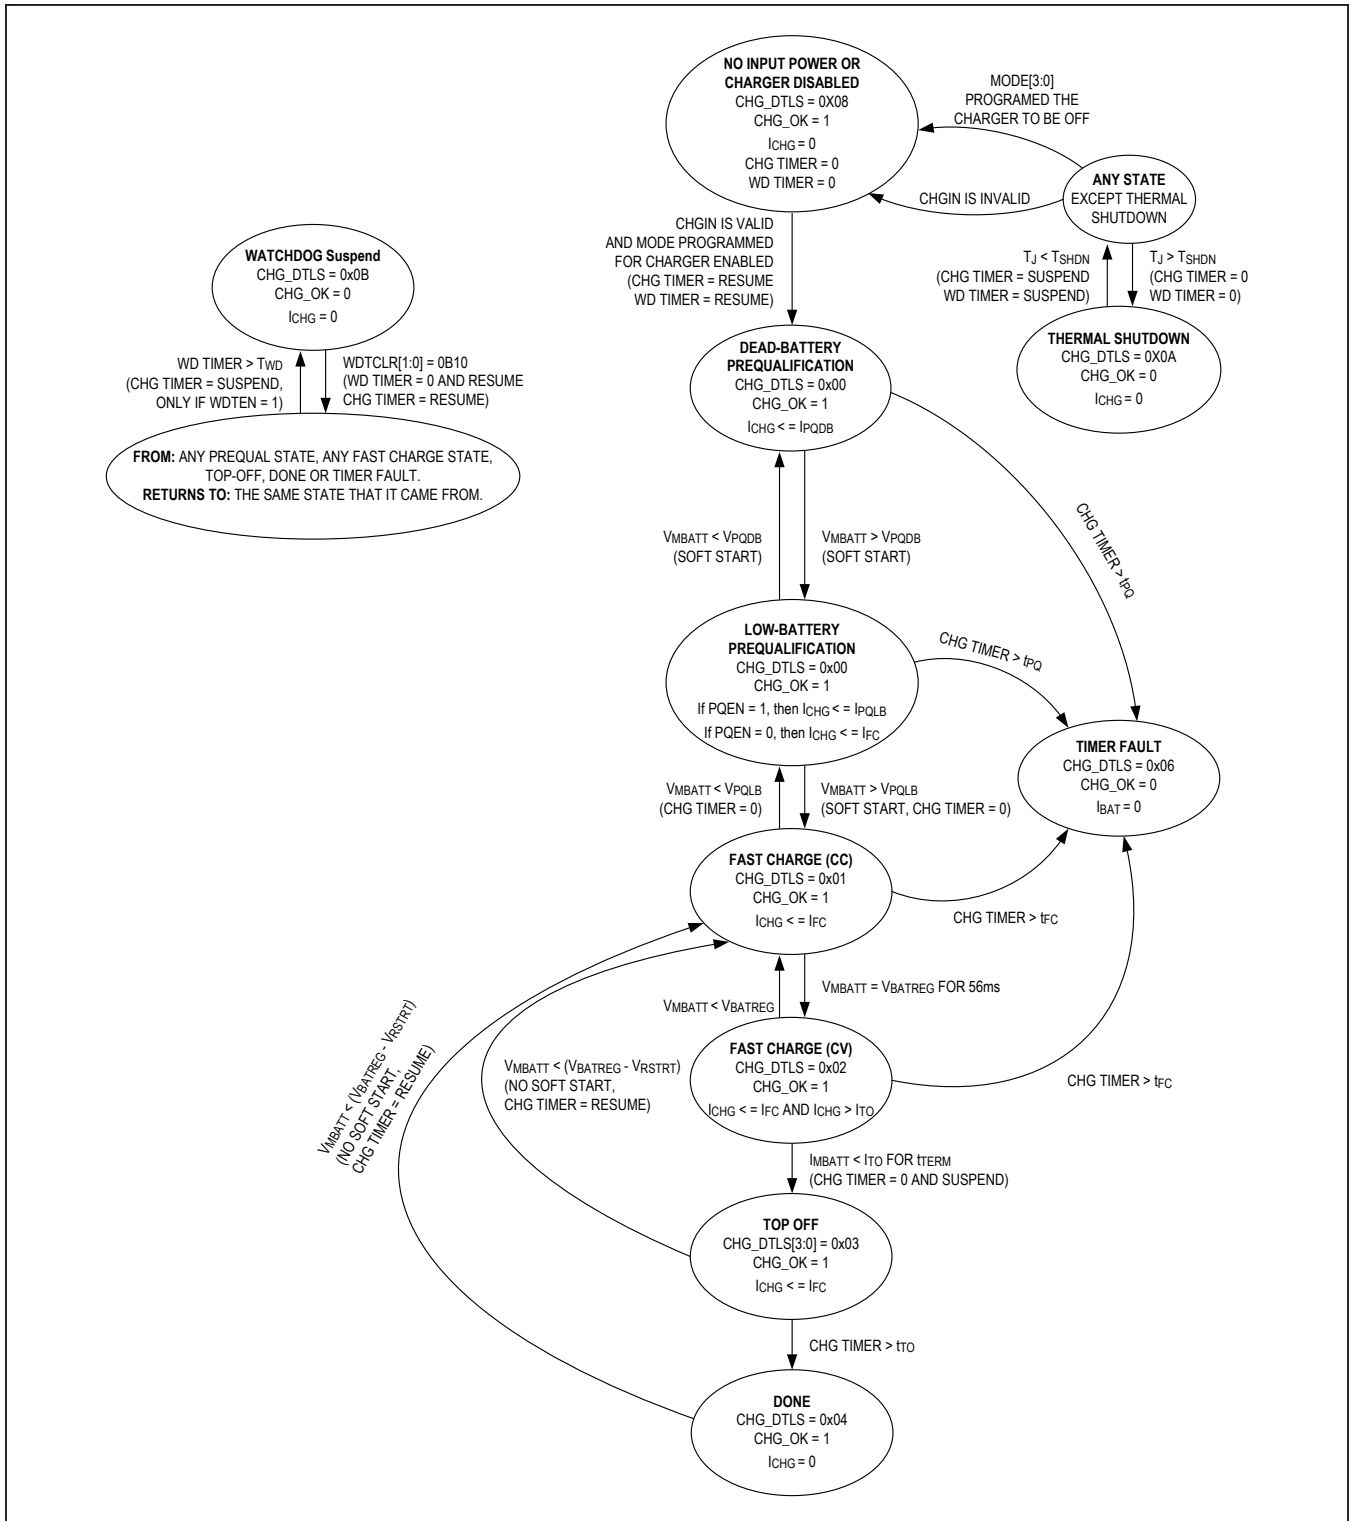 NO INPUT POWER OR
CHARGER DISABLED
CHG_DTLS = 0X08
CHG_OK = 1
ICHG = 0
CHG TIMER = 0
WD TIMER = 0
MODE[3:0]
PROGRAMED THE
CHARGER TO BE OFF
ANY STATE
EXCEPT THERMAL
SHUTDOWN
CHGIN IS INVALID
CHGIN IS VALID
AND MODE PROGRAMMED
FOR CHARGER ENABLED
(CHG TIMER = RESUME
WD TIMER = RESUME)
TJ < TSHDN
(CHG TIMER = SUSPEND
WD TIMER = SUSPEND)
TJ > TSHDN
(CHG TIMER = 0
WD TIMER = 0)
THERMAL SHUTDOWN
CHG_DTLS = 0X0A
CHG_OK = 0
ICHG = 0
WATCHDOG Suspend
CHG_DTLS = 0x0B
CHG_OK = 0
ICHG = 0
WD TIMER > TWD
(CHG TIMER = SUSPEND,
ONLY IF WDTEN = 1)
WDTCLR[1:0] = 0B10
(WD TIMER = 0 AND RESUME
CHG TIMER = RESUME)
FROM: ANY PREQUAL STATE, ANY FAST CHARGE STATE,
TOP-OFF, DONE OR TIMER FAULT.
RETURNS TO: THE SAME STATE THAT IT CAME FROM.
DEAD-BATTERY
PREQUALIFICATION
CHG_DTLS = 0x00
CHG_OK = 1
ICHG < = IPQDB
VMBATT < VPQDB
(SOFT START)
VMBATT > VPQDB
(SOFT START)
CHG TIMER > tPQ
LOW-BATTERY
PREQUALIFICATION
CHG_DTLS = 0x00
CHG_OK = 1
If PQEN = 1, then ICHG < = IPQLB
If PQEN = 0, then ICHG < = IFC
CHG TIMER > tPQ
TIMER FAULT
CHG_DTLS = 0x06
CHG_OK = 0
IBAT = 0
VMBATT < VPQLB
(CHG TIMER = 0)
VMBATT > VPQLB
(SOFT START, CHG TIMER = 0)
FAST CHARGE (CC)
CHG_DTLS = 0x01
CHG_OK = 1
ICHG < = IFC
CHG TIMER > tFC
VMBATT < VBATREG
VMBATT = VBATREG FOR 56ms
FAST CHARGE (CV)
CHG_DTLS = 0x02
CHG_OK = 1
ICHG < = IFC AND ICHG > ITO
CHG TIMER > tFC
VMBATT < (VBATREG - VRSTRT)
(NO SOFT START,
CHG TIMER = RESUME)
VMBATT < (VBATREG - VRSTRT)
(NO SOFT START,
CHG TIMER = RESUME)
IMBATT < ITO FOR tTERM
(CHG TIMER = 0 AND SUSPEND)
TOP OFF
CHG_DTLS[3:0] = 0x03
CHG_OK = 1
ICHG < = IFC
CHG TIMER > tTO
DONE
CHG_DTLS = 0x04
CHG_OK = 1
ICHG = 0